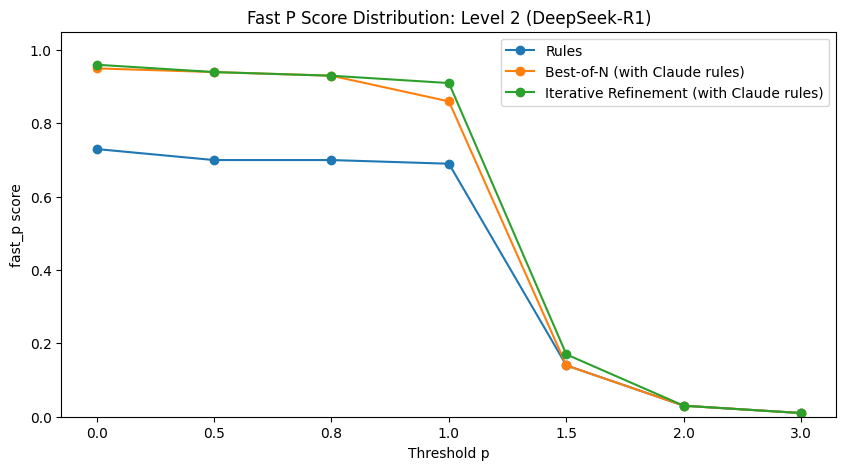 Fast P Score Distribution: Level 2 (DeepSeek-R1)
Rules
Best-of-N (with Claude rules)
Iterative Refinement (with Claude rules)
fast_p score
1.0
0.8
0.6
0.4
0.2
0.0
0.0 0.5 0.8 1.0 1.5 2.0 3.0
Threshold p